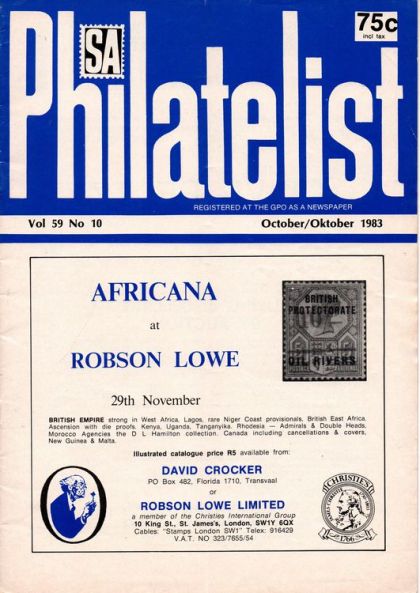 75c
incl tax
SA
Philatelist
REGISTERED AT THE GPO AS A NEWSPAPER
Vol 59 No 10 October/Oktober 1983
AFRICANA
at
ROBSON LOWE
29th November
BRITISH
PROTECTORATE
OIL RIVERS
BRITISH EMPIRE strong in West Africa, Lagos, rare Niger Coast provisionals, British East Africa,
Ascension with die proofs, Kenya, Uganda, Tanganyika, Rhodesia — Admirals & Double Heads,
Morocco Agencies the D L Hamilton collection. Canada including cancellations & covers,
New Guinea & Malta.
Illustrated catalogue price R5 available from:
DAVID CROCKER
PO Box 482, Florida 1710, Transvaal
or
ROBSON LOWE LIMITED
a member of the Christies International Group
10 King St., St. James's, London, SW1Y 6QX
Cables: "Stamps London SW1" Telex: 916429
V.A.T. NO 323/7655/54
CHRISTIE'S
1766